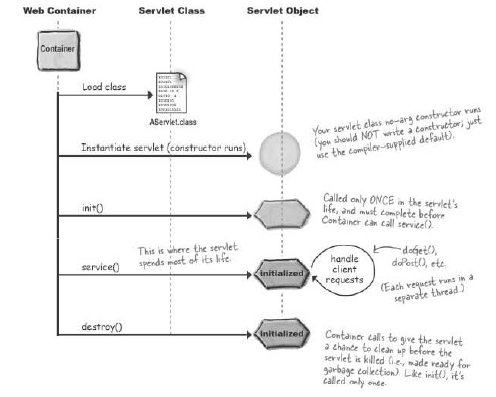 Web Container
Servlet Class
Servlet Object
Container
Load class
AServlet.class
Instantiate servlet (constructor runs)
Your servlet class no-arg constructor runs
(you should NOT write a constructor; just
use the compiler-supplied default).
init()
Called only ONCE in the servlet's
life, and must complete before
Container can call service().
This is where the servlet
spends most of its life.
service()
initialized
handle
client
requests
doGet(),
doPost(), etc.
(Each request runs in a
separate thread.)
destroy()
initialized
Container calls to give the servlet
a chance to clean up before the
servlet is killed (i.e., made ready for
garbage collection). Like init(), it's
called only once.